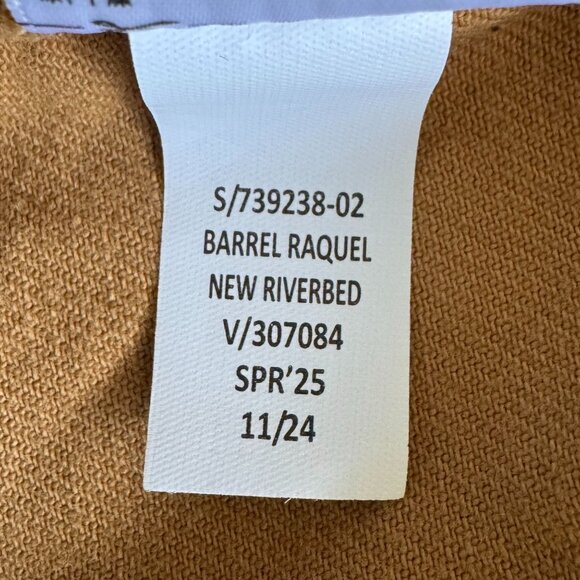 S/739238-02
BARREL RAQUEL
NEW RIVERBED
V/307084
SPR’25
11/24